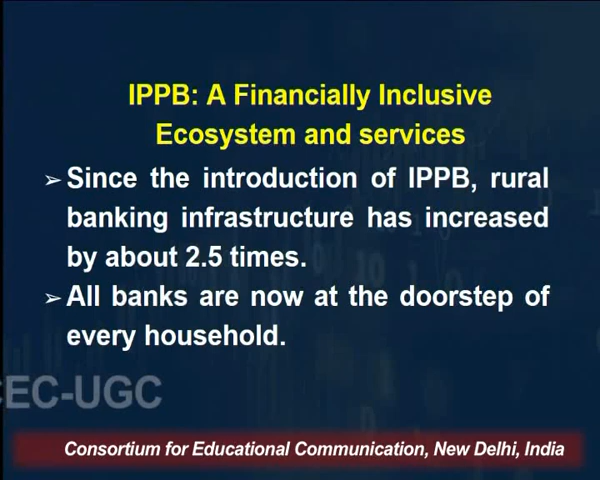 IPPB: A Financially Inclusive
Ecosystem and services
➢ Since the introduction of IPPB, rural
banking infrastructure has increased
by about 2.5 times.
➢ All banks are now at the doorstep of
every household.
CEC-UGC
Consortium for Educational Communication, New Delhi, India